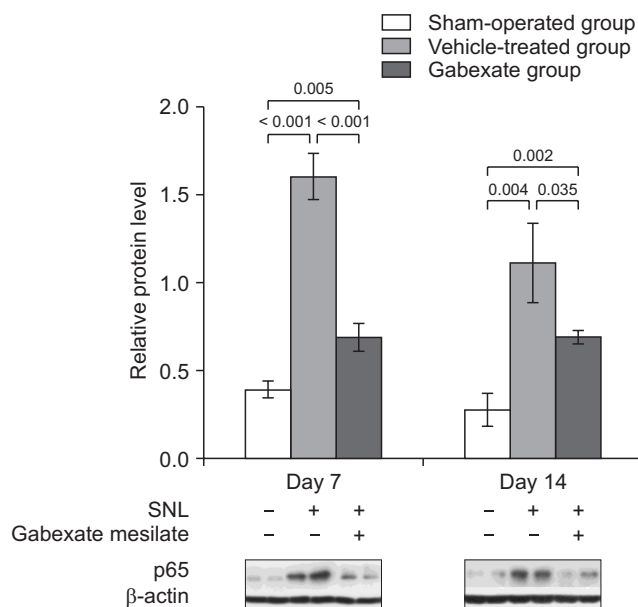 Sham-operated group
Vehicle-treated group
Gabexate group
Relative protein level
2.0
1.5
1.0
0.5
0.0
0.005
< 0.001 < 0.001
0.002
0.004 0.035
Day 7 Day 14
SNL − + + − + +
Gabexate mesilate − − + − − +
p65
β-actin